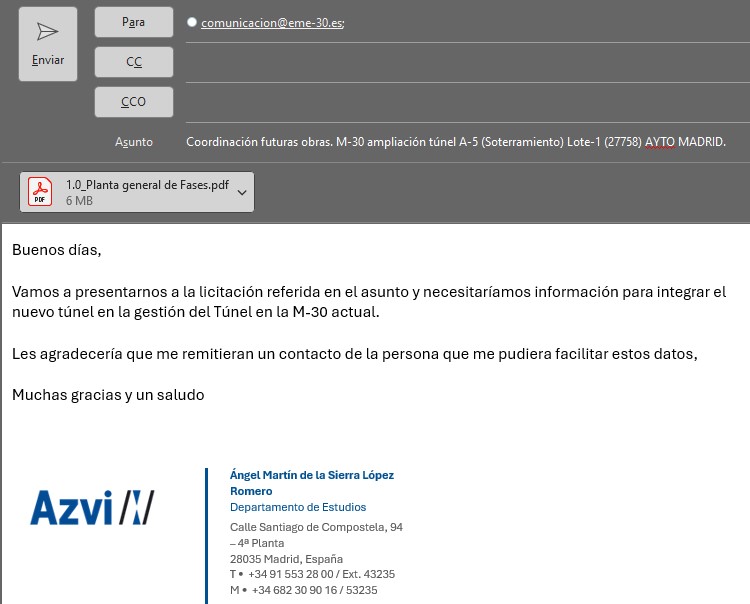 Enviar
Para
comunicacion@eme-30.es;
CC
CCO
Asunto
Coordinación futuras obras. M-30 ampliación túnel A-5 (Soterramiento) Lote-1 (27758) AYTO MADRID.
PDF
1.0_Planta general de Fases.pdf
6 MB
Buenos días,
Vamos a presentarnos a la licitación referida en el asunto y necesitaríamos información para integrar el
nuevo túnel en la gestión del Túnel en la M-30 actual.
Les agradecería que me remitieran un contacto de la persona que me pudiera facilitar estos datos,
Muchas gracias y un saludo
Azvi
Ángel Martín de la Sierra López
Romero
Departamento de Estudios
Calle Santiago de Compostela, 94
– 4ª Planta
28035 Madrid, España
T • +34 91 553 28 00 / Ext. 43235
M • +34 682 30 90 16 / 53235